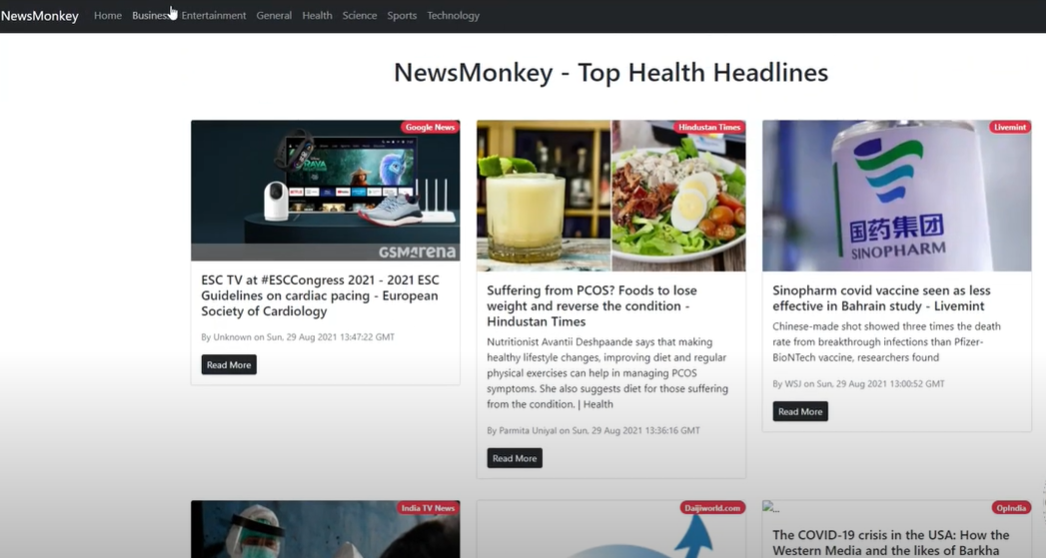 NewsMonkey Home Business Entertainment General Health Science Sports Technology
NewsMonkey - Top Health Headlines
Google News
GSMarena
ESC TV at #ESCCongress 2021 - 2021 ESC
Guidelines on cardiac pacing - European
Society of Cardiology
By Unknown on Sun, 29 Aug 2021 13:47:22 GMT
Read More
Hindustan Times
Suffering from PCOS? Foods to lose
weight and reverse the condition -
Hindustan Times
Nutritionist Avantii Deshpaande says that making
healthy lifestyle changes, improving diet and regular
physical exercises can help in managing PCOS
symptoms. She also suggests diet for those suffering
from the condition. | Health
By Parmita Uniyal on Sun, 29 Aug 2021 13:36:16 GMT
Read More
Livemint
国药集团
SINOPHARM
Sinopharm covid vaccine seen as less
effective in Bahrain study - Livemint
Chinese-made shot showed three times the death
rate from breakthrough infections than Pfizer-
BioNTech vaccine, researchers found
By WSJ on Sun, 29 Aug 2021 13:00:52 GMT
Read More
India TV News
Daijiworld.com
OpIndia
The COVID-19 crisis in the USA: How the
Western Media and the likes of Barkha